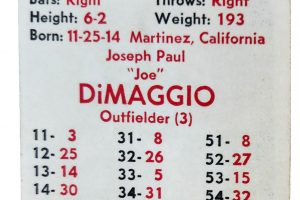 Bats: Right Throws: Right
Height: 6-2 Weight: 193
Born: 11-25-14 Martinez, California
Joseph Paul
"Joe"
DiMAGGIO
Outfielder (3)
11- 3 31- 8 51- 8
12-25 32-26 52-27
13-24 33-31 53-15
14-30 34-31 54-32